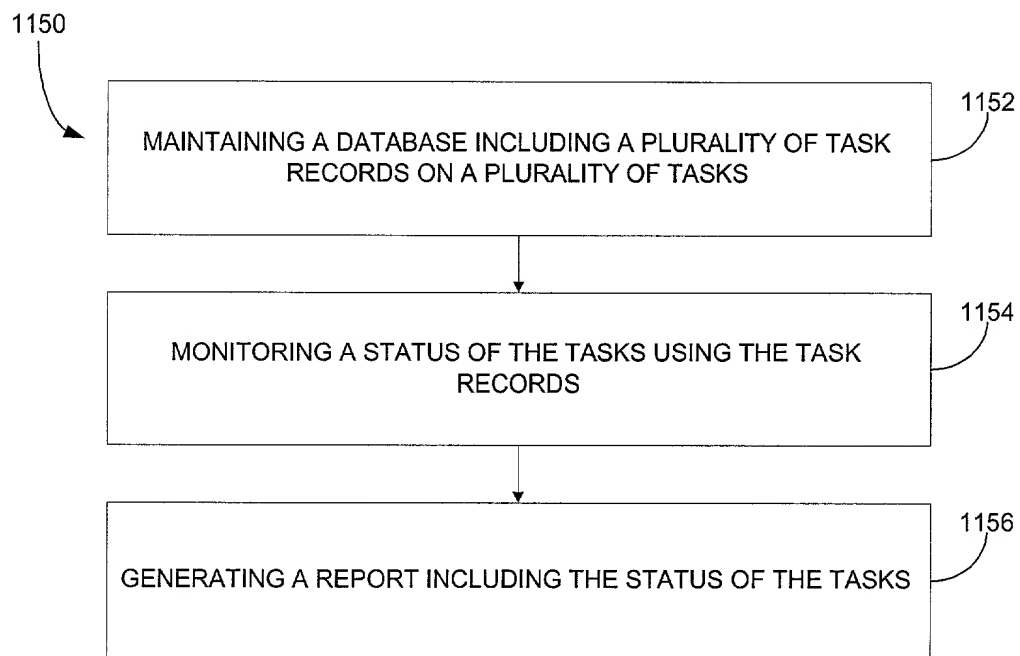 1150
1152
MAINTAINING A DATABASE INCLUDING A PLURALITY OF TASK
RECORDS ON A PLURALITY OF TASKS
1154
MONITORING A STATUS OF THE TASKS USING THE TASK
RECORDS
1156
GENERATING A REPORT INCLUDING THE STATUS OF THE TASKS